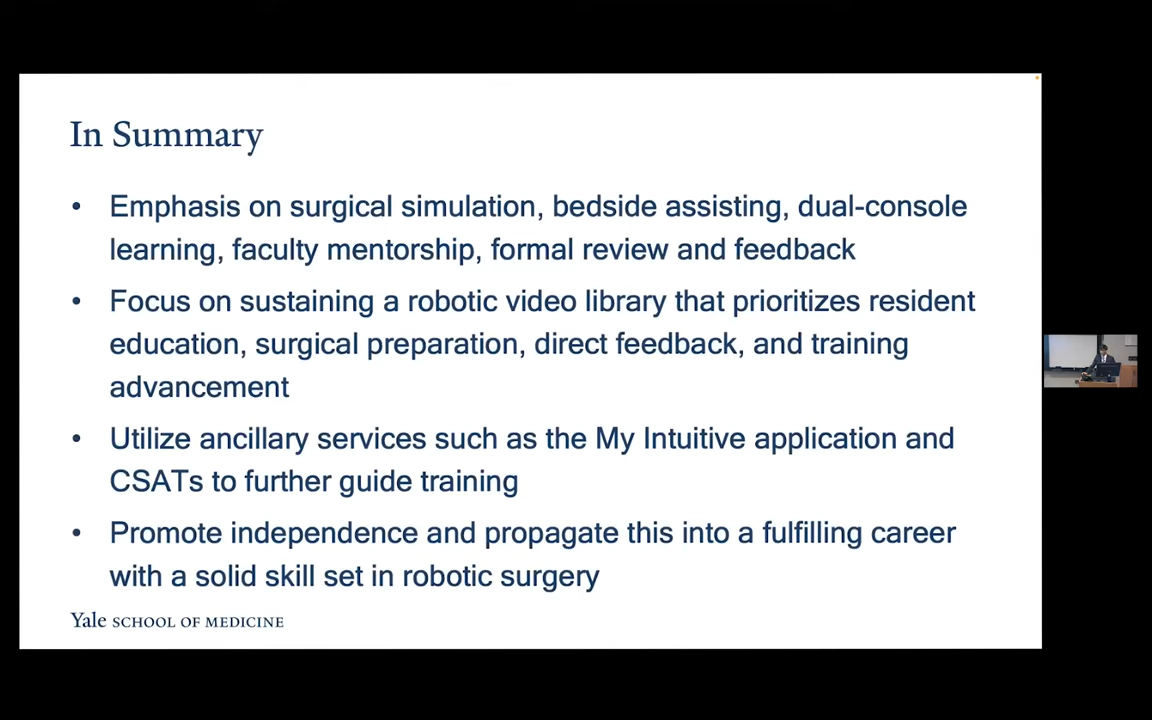 In Summary
• Emphasis on surgical simulation, bedside assisting, dual-console
learning, faculty mentorship, formal review and feedback
• Focus on sustaining a robotic video library that prioritizes resident
education, surgical preparation, direct feedback, and training
advancement
• Utilize ancillary services such as the My Intuitive application and
CSATs to further guide training
• Promote independence and propagate this into a fulfilling career
with a solid skill set in robotic surgery
Yale SCHOOL OF MEDICINE